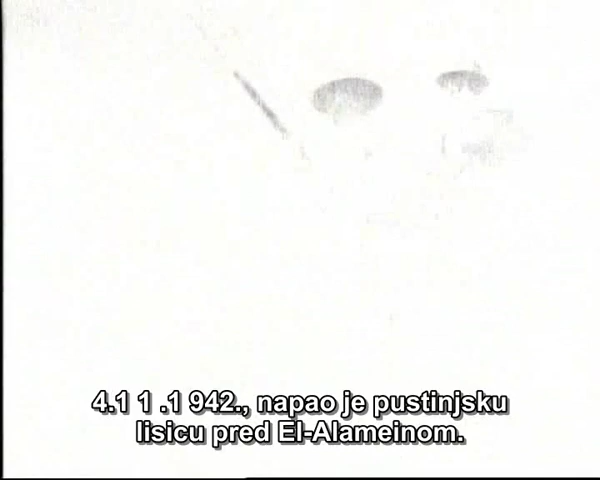 4.1 1 .1 942., napao je pustinjsku
lisicu pred El-Alameinom.